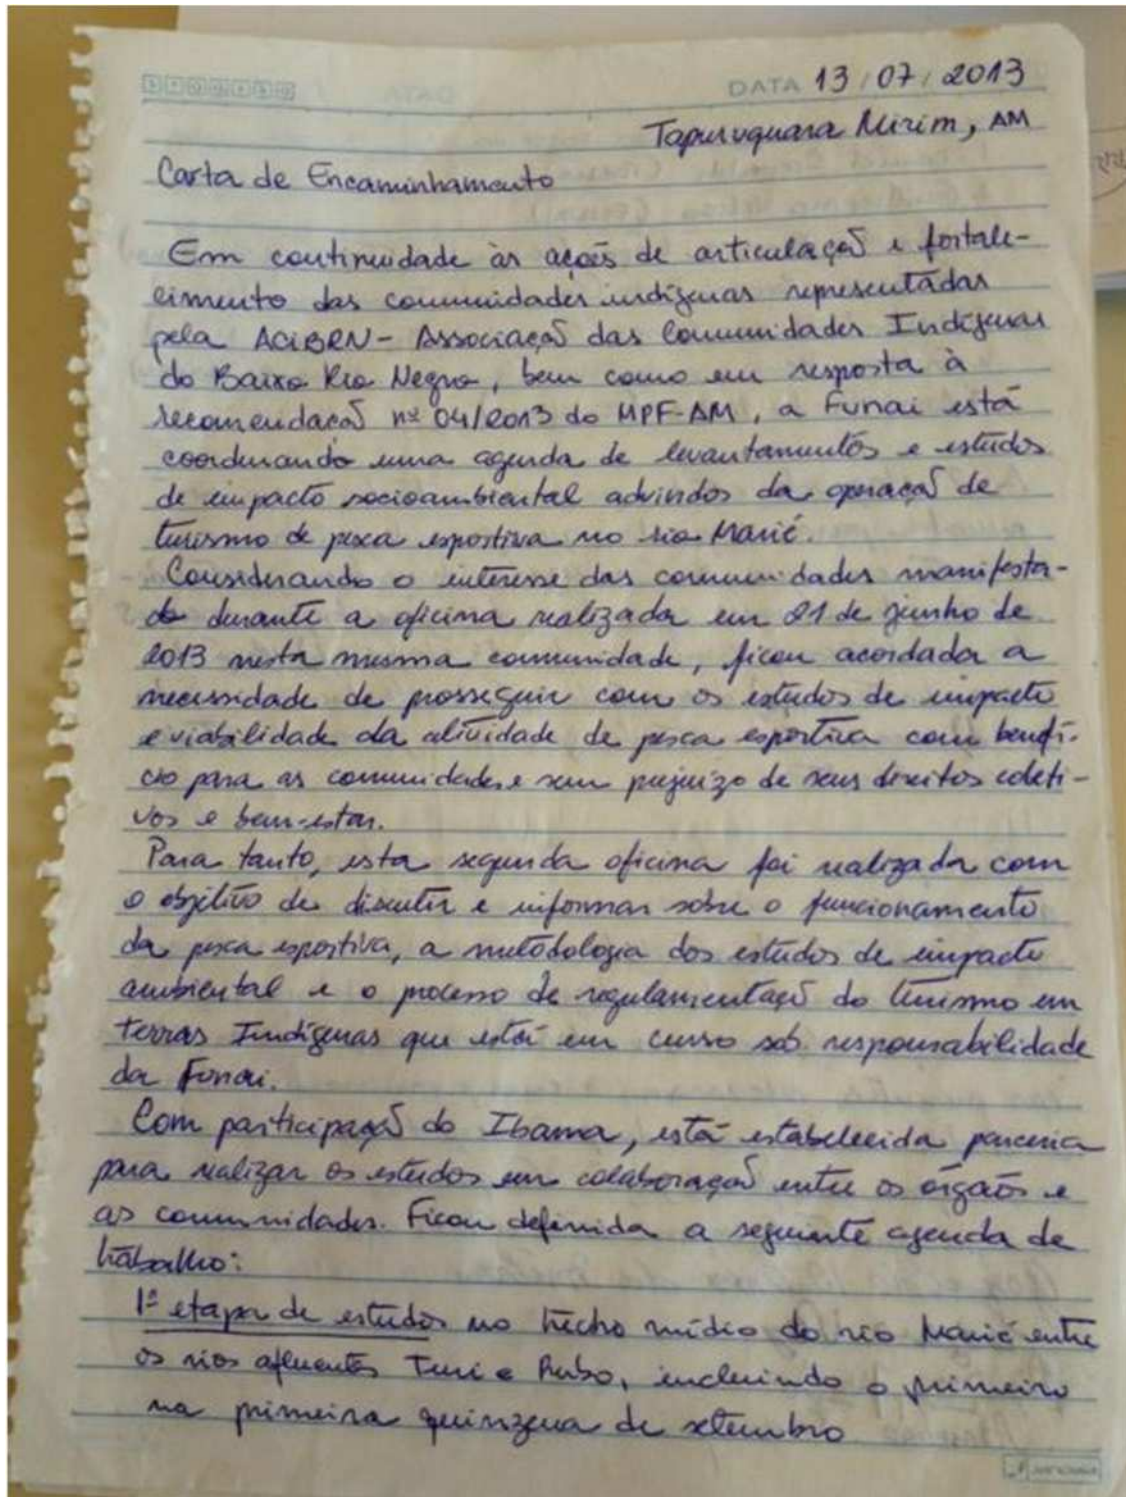 DATA 13/07/2013
Tapuruquara Mirim, AM
Carta de Encaminhamento
Em continuidade às ações de articulação e fortale-
cimento das comunidades indígenas representadas
pela ACIBRN - Associação das Comunidades Indígenas
do Baixo Rio Negro, bem como em resposta à
recomendação nº 04/2013 do MPF-AM, a Funai está
coordenando uma agenda de levantamentos e estudos
de impacto socioambiental advindos da operação de
turismo de pesca esportiva no rio Marié.
Considerando o interesse das comunidades manifesta-
do durante a oficina realizada em 21 de junho de
2013 nesta mesma comunidade, ficou acordada a
necessidade de prosseguir com os estudos de impacto
e viabilidade da atividade de pesca esportiva com benefí-
cio para as comunidades e sem prejuízo de seus direitos coleti-
vos e bem-estar.
Para tanto, esta segunda oficina foi realizada com
o objetivo de discutir e informar sobre o funcionamento
da pesca esportiva, a metodologia dos estudos de impacto
ambiental e o processo de regulamentação do turismo em
terras Indígenas que está em curso sob responsabilidade
da Funai.
Com participação do Ibama, está estabelecida parceria
para realizar os estudos em colaboração entre os órgãos e
as comunidades. Ficou definida a seguinte agenda de
trabalho:
1ª etapa de estudos no trecho médio do rio Marié entre
os rios afluentes Turi e, incluindo o primeiro
na primeira quinzena de setembro